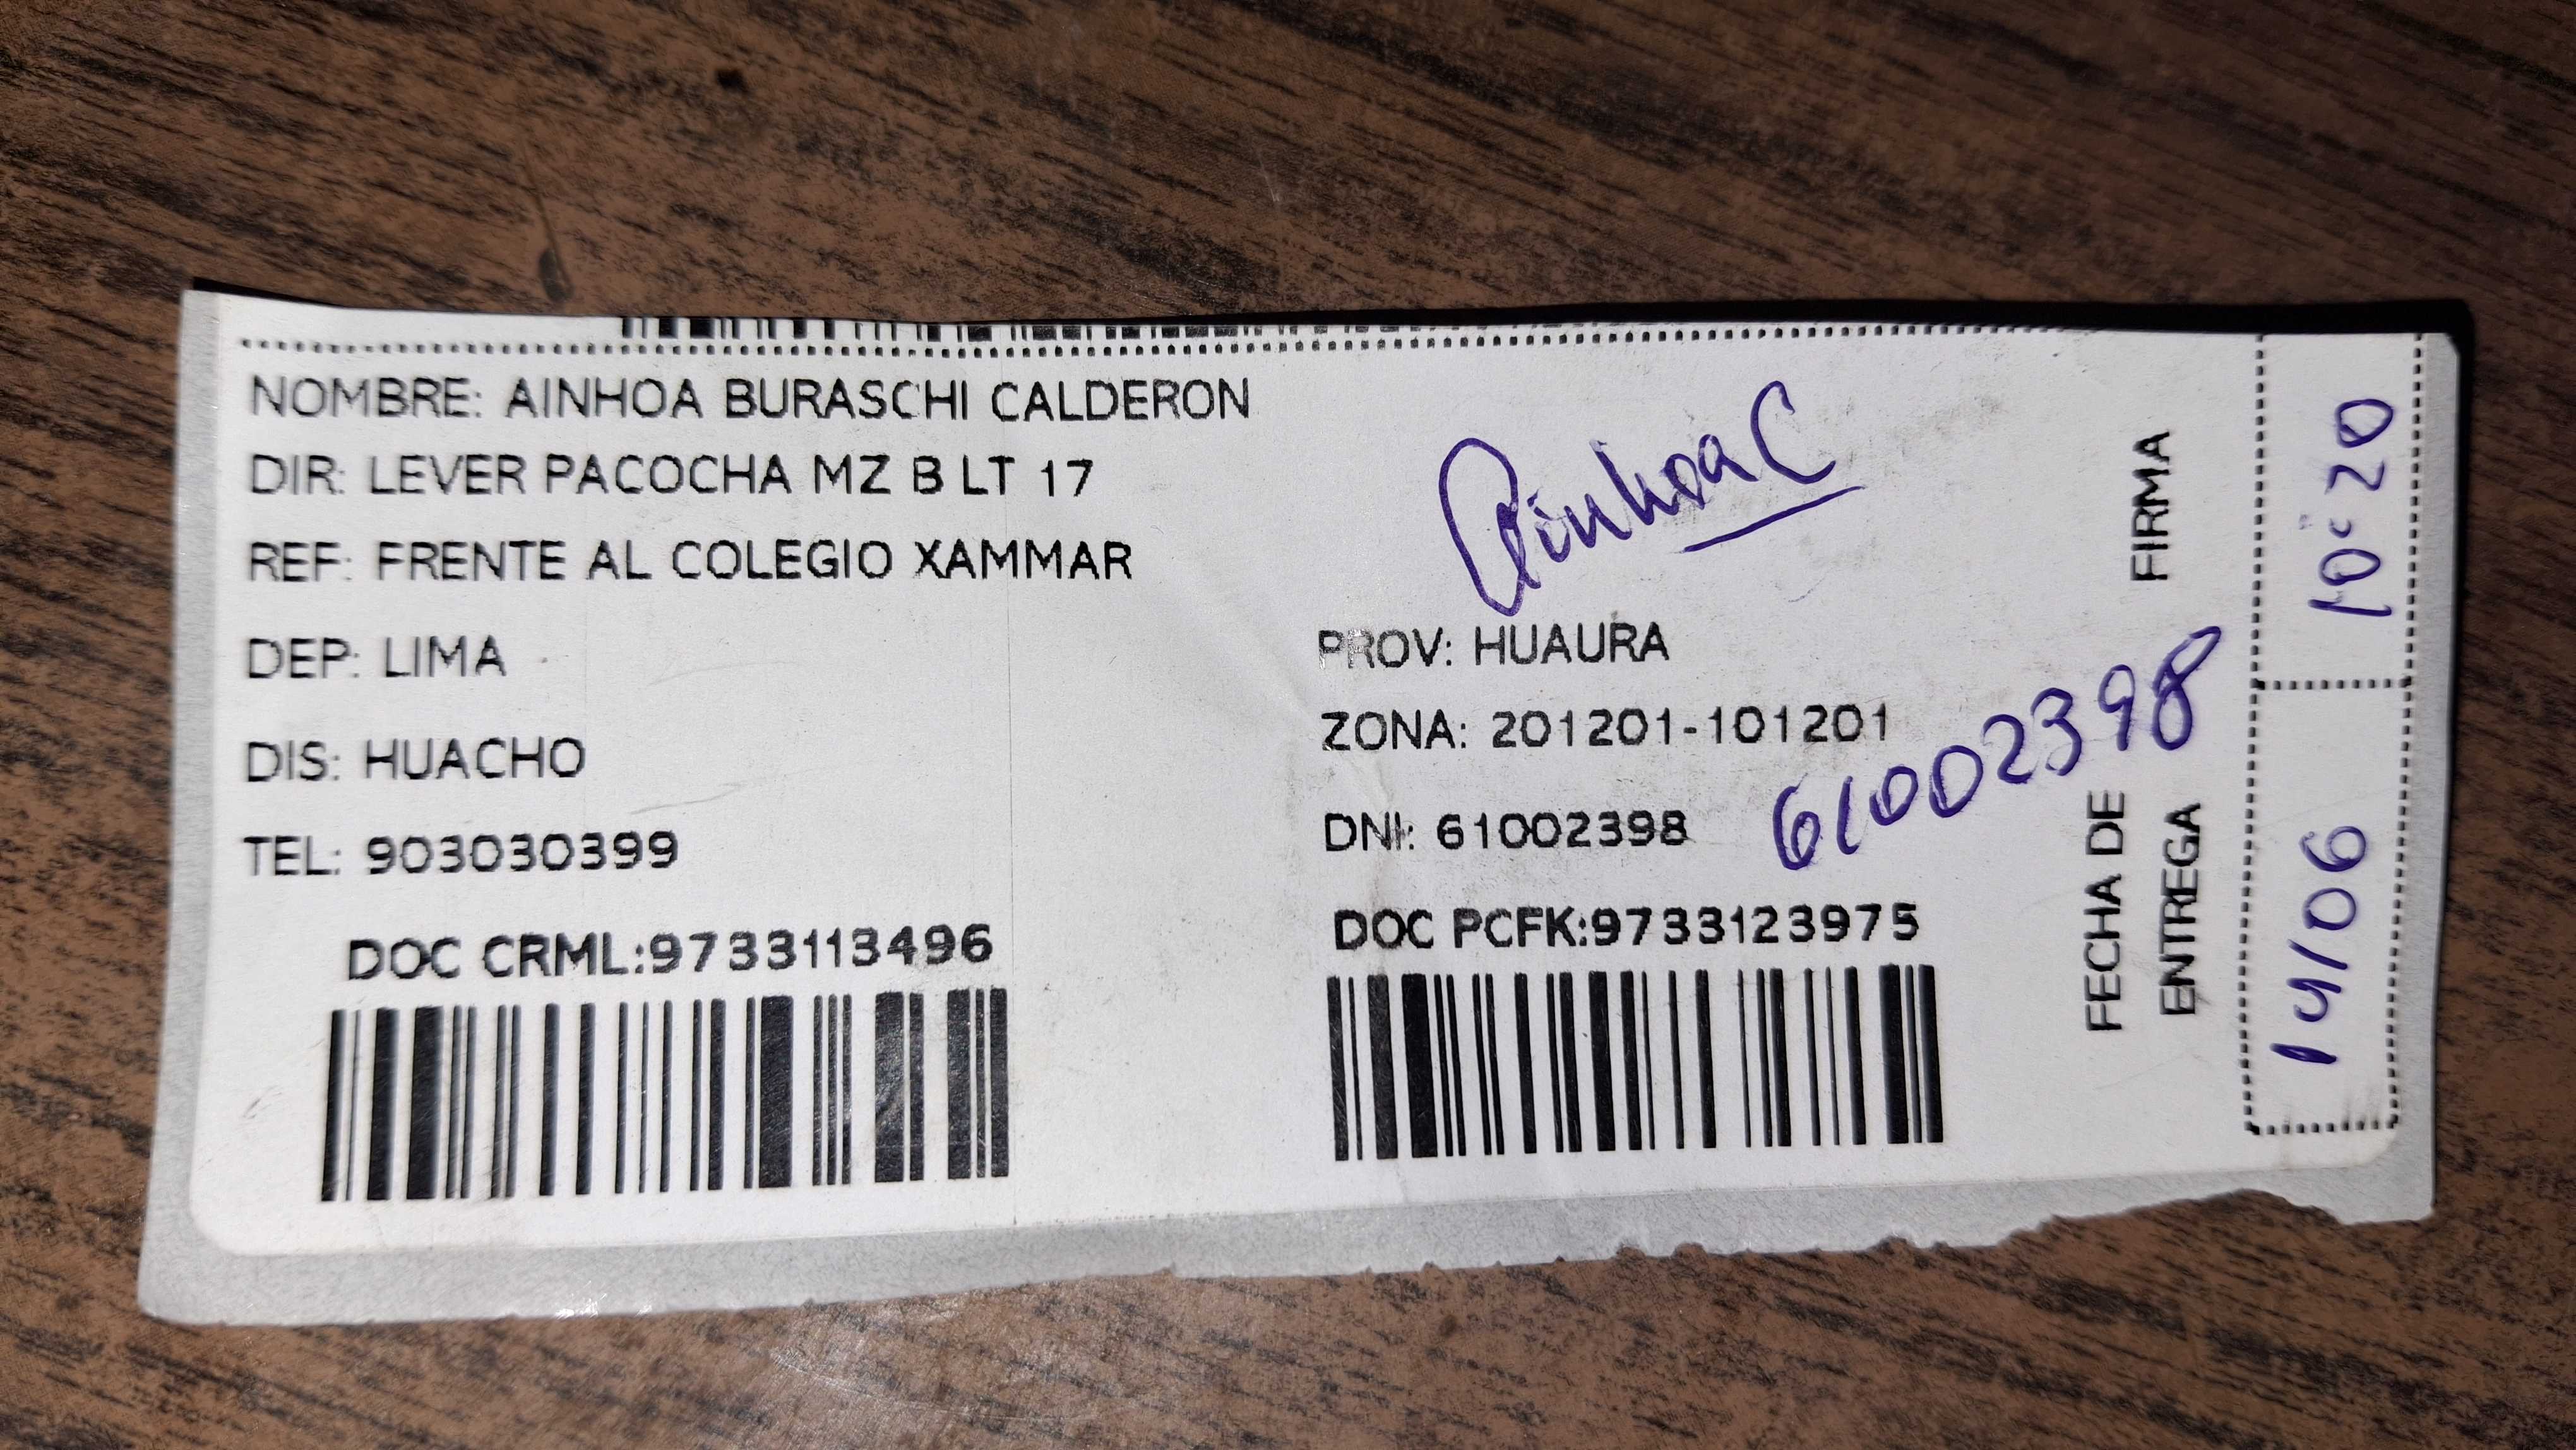 NOMBRE: AINHOA BURASCHI CALDERON
DIR: LEVER PACOCHA MZ B LT 17
REF: FRENTE AL COLEGIO XAMMAR
DEP: LIMA
DIS: HUACHO
TEL: 903030399
DOC CRML:9733113496
Ainhoa C
PROV: HUAURA
ZONA: 201201-101201
DNI: 61002398
61002398
DOC PCFK:9733123975
FIRMA
FECHA DE
ENTREGA
10:20
14/06